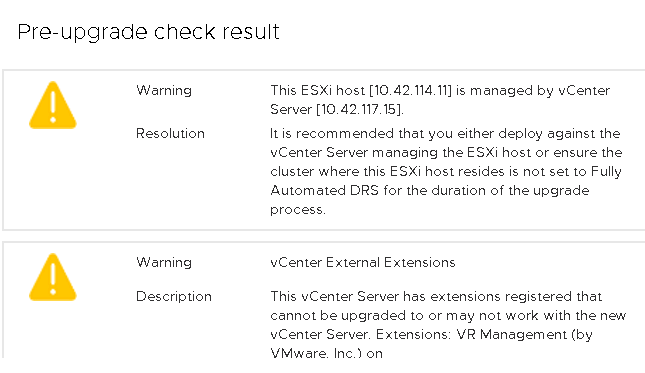 Pre-upgrade check result
Warning
This ESXi host [10.42.114.11] is managed by vCenter
Server [10.42.117.15].
Resolution
It is recommended that you either deploy against the
vCenter Server managing the ESXi host or ensure the
cluster where this ESXi host resides is not set to Fully
Automated DRS for the duration of the upgrade
process.
Warning
vCenter External Extensions
Description
This vCenter Server has extensions registered that
cannot be upgraded to or may not work with the new
vCenter Server. Extensions: VR Management (by
VMware, Inc.) on